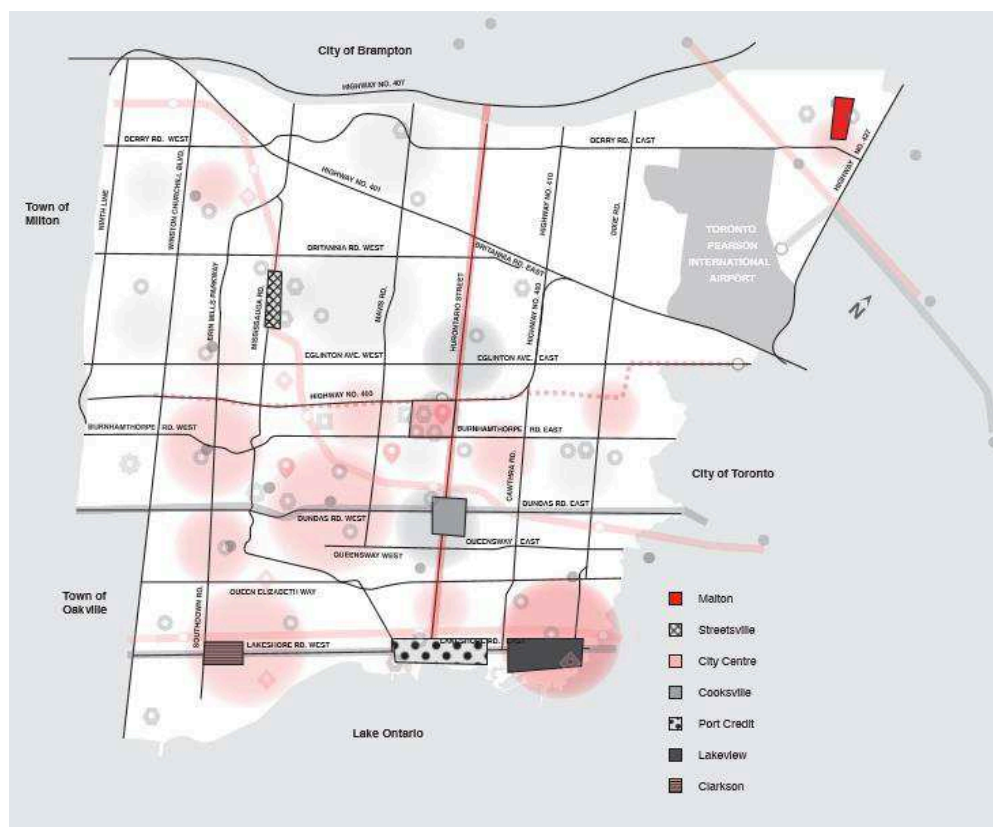 City of Brampton
HIGHWAY NO. 407
DERRY RD. WEST
DERRY RD. EAST
HIGHWAY NO. 427
HIGHWAY NO. 401
HIGHWAY NO. 410
DIXIE RD.
NINTH LINE
WINSTON CHURCHILL BLVD.
Town of
Milton
TORONTO
PEARSON
INTERNATIONAL
AIRPORT
BRITANNIA RD. WEST
BRITANNIA RD. EAST
ERIN MILLS PARKWAY
MISSISSAUGA RD.
MAVIS RD.
HURONTARIO STREET
HIGHWAY NO. 403
N
EGLINTON AVE. WEST
EGLINTON AVE. EAST
HIGHWAY NO. 403
BURNHAMTHORPE RD. WEST
BURNHAMTHORPE RD. EAST
CAWTHRA RD.
City of Toronto
DUNDAS RD. WEST
DUNDAS RD. EAST
QUEENSWAY WEST
QUEENSWAY EAST
Town of
Oakville
QUEEN ELIZABETH WAY
SOUTHDOWN RD.
LAKESHORE RD. WEST
LAKESHORE RD. EAST
Lake Ontario
Malton
Streetsville
City Centre
Cooksville
Port Credit
Lakeview
Clarkson